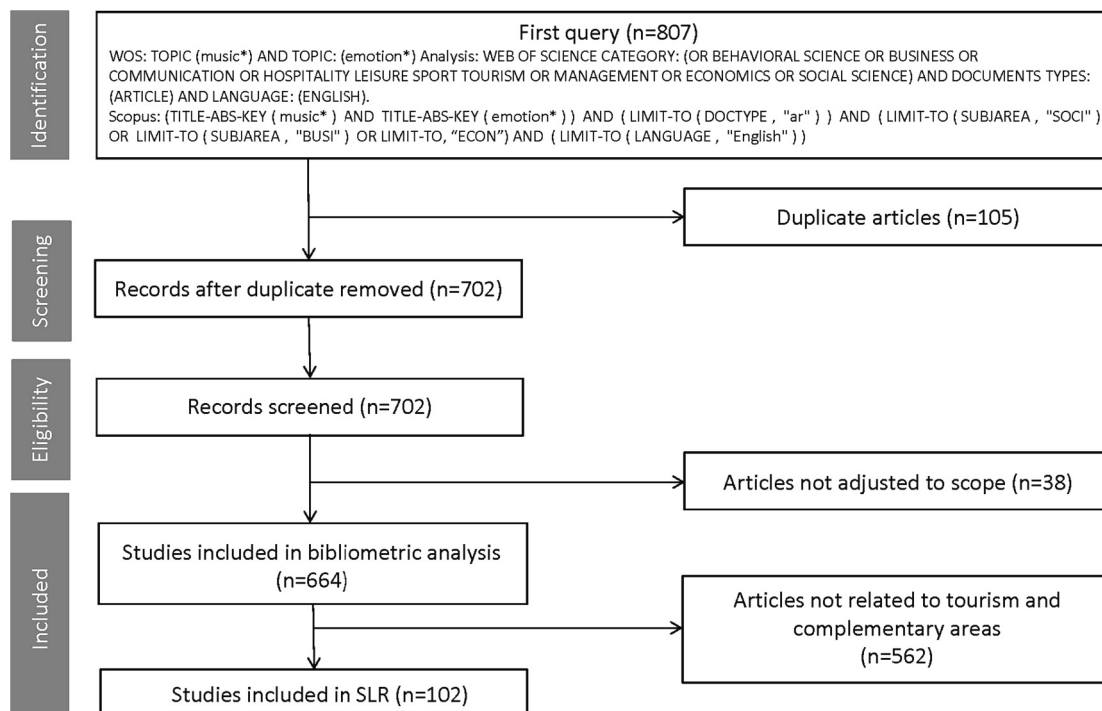 Identification
First query (n=807)
WOS: TOPIC (music*) AND TOPIC: (emotion*) Analysis: WEB OF SCIENCE CATEGORY: (OR BEHAVIORAL SCIENCE OR BUSINESS OR
COMMUNICATION OR HOSPITALITY LEISURE SPORT TOURISM OR MANAGEMENT OR ECONOMICS OR SOCIAL SCIENCE) AND DOCUMENTS TYPES:
(ARTICLE) AND LANGUAGE: (ENGLISH).
Scopus: (TITLE-ABS-KEY ( music* ) AND TITLE-ABS-KEY ( emotion* ) ) AND ( LIMIT-TO ( DOCTYPE , "ar" ) ) AND ( LIMIT-TO ( SUBJAREA , "SOCI" )
OR LIMIT-TO ( SUBJAREA , "BUSI" ) OR LIMIT-TO, “ECON”) AND ( LIMIT-TO ( LANGUAGE , "English" ) )
Duplicate articles (n=105)
Screening
Records after duplicate removed (n=702)
Eligibility
Records screened (n=702)
Articles not adjusted to scope (n=38)
Included
Studies included in bibliometric analysis
(n=664)
Articles not related to tourism and
complementary areas
(n=562)
Studies included in SLR (n=102)